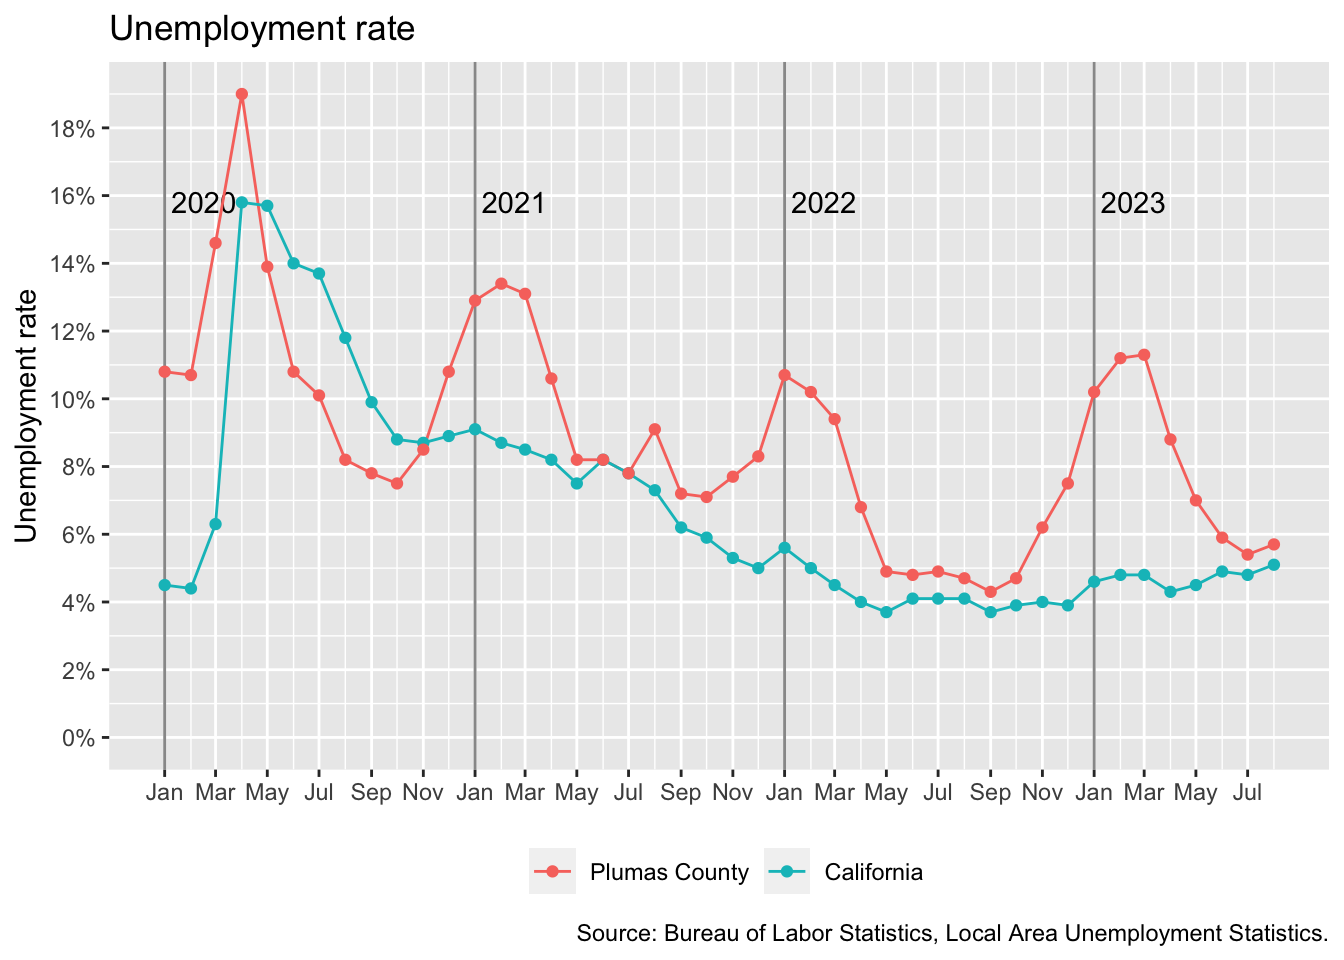 Unemployment rate
Unemployment rate
18%
16%
14%
12%
10%
8%
6%
4%
2%
0%
2020 2021 2022 2023
Jan Mar May Jul Sep Nov Jan Mar May Jul Sep Nov Jan Mar May Jul Sep Nov Jan Mar May Jul
Plumas County California
Source: Bureau of Labor Statistics, Local Area Unemployment Statistics.